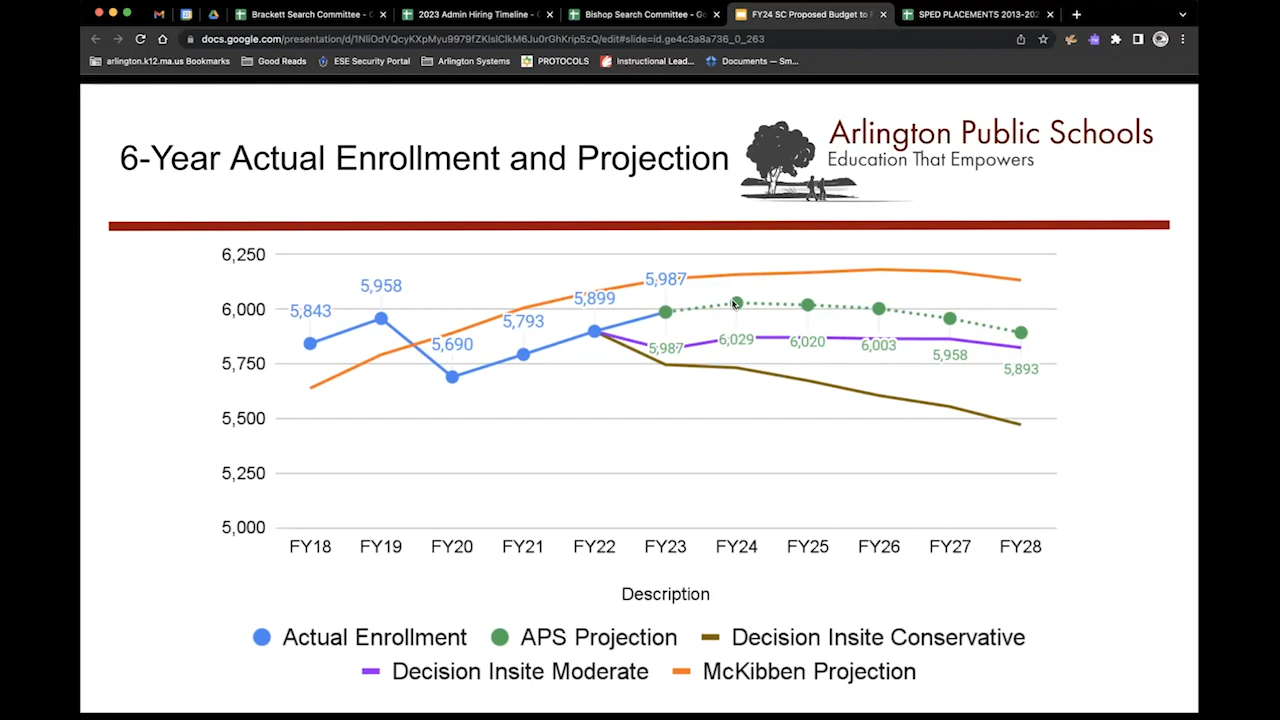 Brackett Search Committee - G
2023 Admin Hiring Timeline -
Bishop Search Committee - Go
FY24 SC Proposed Budget to
SPED PLACEMENTS 2013-202
docs.google.com/presentation/d/
arlington.k12.ma.us Bookmarks
Good Reads
ESE Security Portal
Arlington Systems
PROTOCOLS
Instructional Lead...
Documents — Sm...
6-Year Actual Enrollment and Projection
Arlington Public Schools
Education That Empowers
6,250
6,000
5,750
5,500
5,250
5,000
5,843
5,958
5,690
5,793
5,899
5,987
5,987
6,029
6,020
6,003
5,958
5,893
FY18 FY19 FY20 FY21 FY22 FY23 FY24 FY25 FY26 FY27 FY28
Description
Actual Enrollment APS Projection Decision Insite Conservative
Decision Insite Moderate McKibben Projection